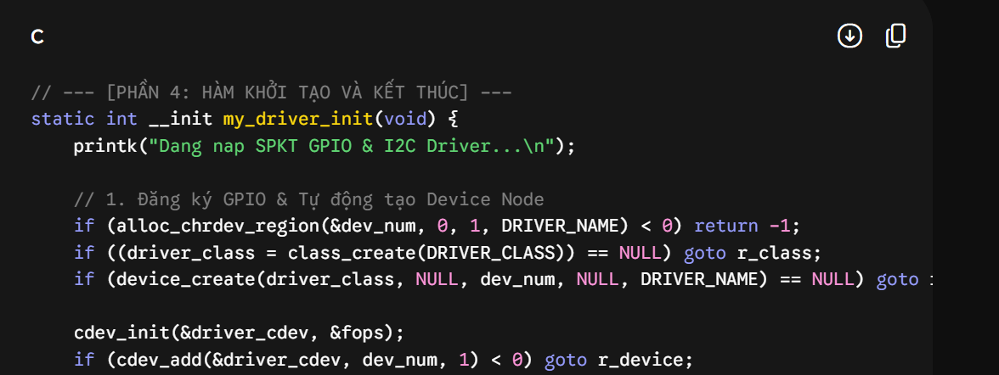 C
// --- [PHẦN 4: HÀM KHỞI TẠO VÀ KẾT THÚC] ---
static int __init my_driver_init(void) {
    printk("Dang nap SPKT GPIO & I2C Driver...\n");
    // 1. Đăng ký GPIO & Tự động tạo Device Node
    if (alloc_chrdev_region(&dev_num, 0, 1, DRIVER_NAME) < 0) return -1;
    if ((driver_class = class_create(DRIVER_CLASS)) == NULL) goto r_class;
    if (device_create(driver_class, NULL, dev_num, NULL, DRIVER_NAME) == NULL) goto
    cdev_init(&driver_cdev, &fops);
    if (cdev_add(&driver_cdev, dev_num, 1) < 0) goto r_device;